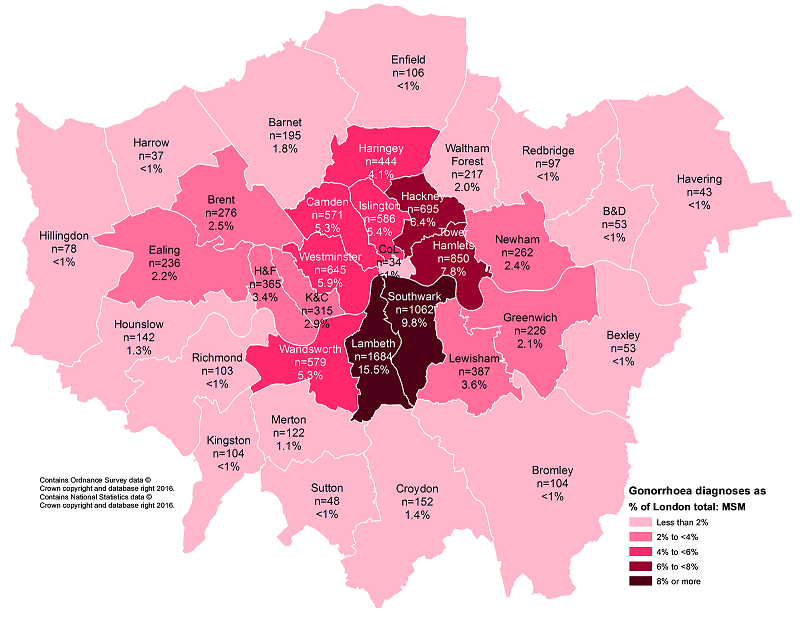 Enfield
n=106
<1%
Barnet
n=195
1.8%
Harrow
n=37
<1%
Haringey
n=444
4.1%
Waltham
Forest
n=217
2.0%
Redbridge
n=97
<1%
Havering
n=43
<1%
Brent
n=276
2.5%
Camden
n=571
5.3%
Islington
n=586
5.4%
Hackney
n=695
6.4%
B&D
n=53
<1%
Hillingdon
n=78
<1%
Ealing
n=236
2.2%
Westminster
n=645
5.9%
CoL
n=34
<1%
Tower
Hamlets
n=850
7.8%
Newham
n=262
2.4%
H&F
n=365
3.4%
K&C
n=315
2.9%
Southwark
n=1062
9.8%
Greenwich
n=226
2.1%
Bexley
n=53
<1%
Hounslow
n=142
1.3%
Richmond
n=103
<1%
Wandsworth
n=579
5.3%
Lambeth
n=1684
15.5%
Lewisham
n=387
3.6%
Kingston
n=104
<1%
Merton
n=122
1.1%
Sutton
n=48
<1%
Croydon
n=152
1.4%
Bromley
n=104
<1%
Contains Ordnance Survey data ©
Crown copyright and database right 2016.
Contains National Statistics data ©
Crown copyright and database right 2016.
Gonorrhoea diagnoses as
% of London total: MSM
Less than 2%
2% to <4%
4% to <6%
6% to <8%
8% or more